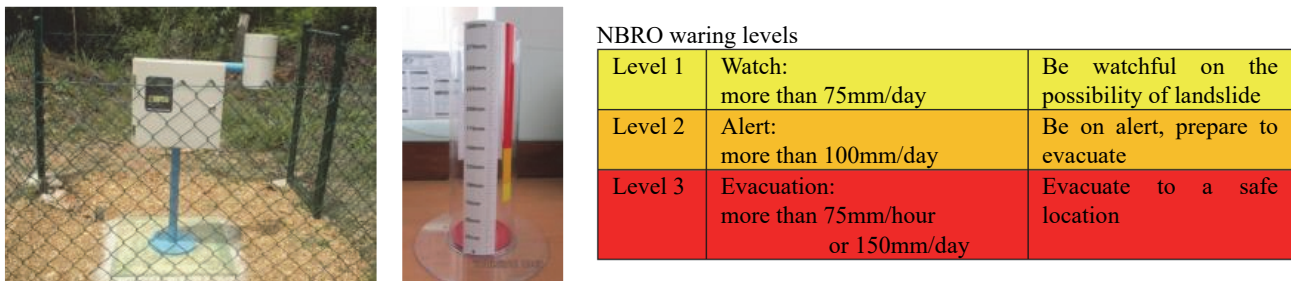 NBRO waring levels
Level 1
Watch:
more than 75mm/day
Be watchful on the
possibility of landslide
Level 2
Alert:
more than 100mm/day
Be on alert, prepare to
evacuate
Level 3
Evacuation:
more than 75mm/hour
or 150mm/day
Evacuate to a safe
location